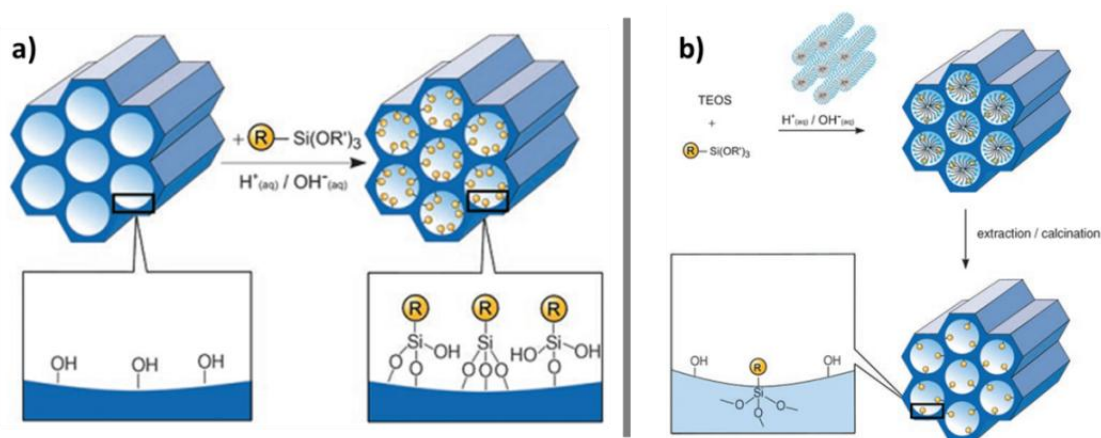 a)
+ R–Si(OR')₃
H⁺(aq) / OH⁻(aq)
OH OH OH
R R R
Si Si Si
O OH HO OH
O O O O O
b)
TEOS
+
R–Si(OR')₃
H⁺(aq) / OH⁻(aq)
extraction / calcination
OH R OH
Si
O O O